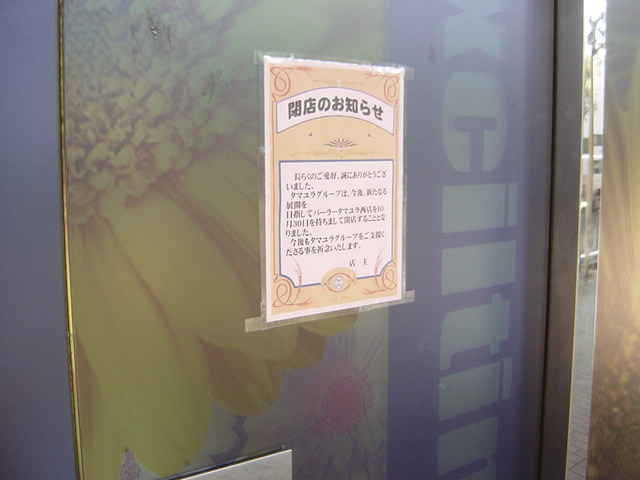 閉店のお知らせ
長らくのご愛好、誠にありがとうござ
いました。
タマユラグループは、今後、新たなる
展開を
目指してパーラータマユラ西店を10
月30日を持ちまして閉店することとな
りました。
今後もタマユラグループをご支援く
ださる事を祈念いたします。
店 主
xcitin